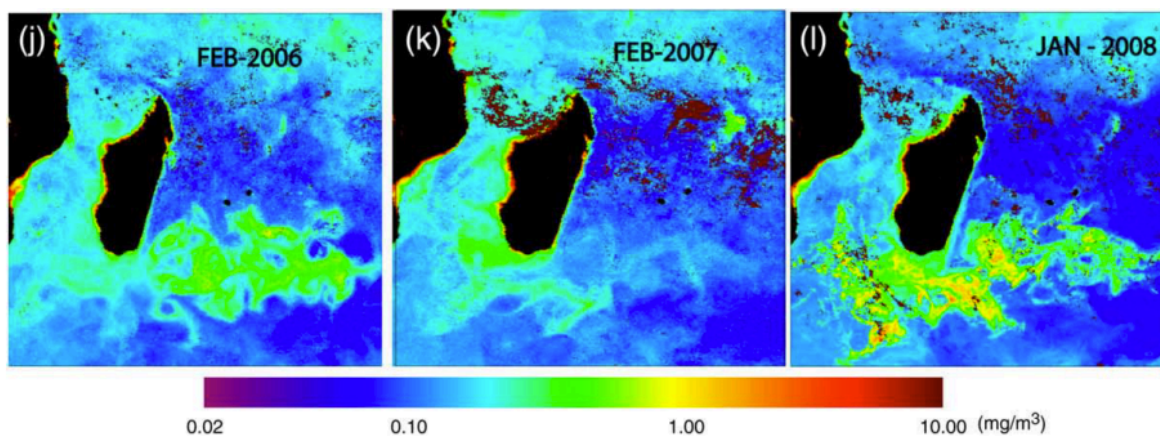 (j)
FEB-2006
(k)
FEB-2007
(l)
JAN - 2008
0.02 0.10 1.00 10.00 (mg/m³)